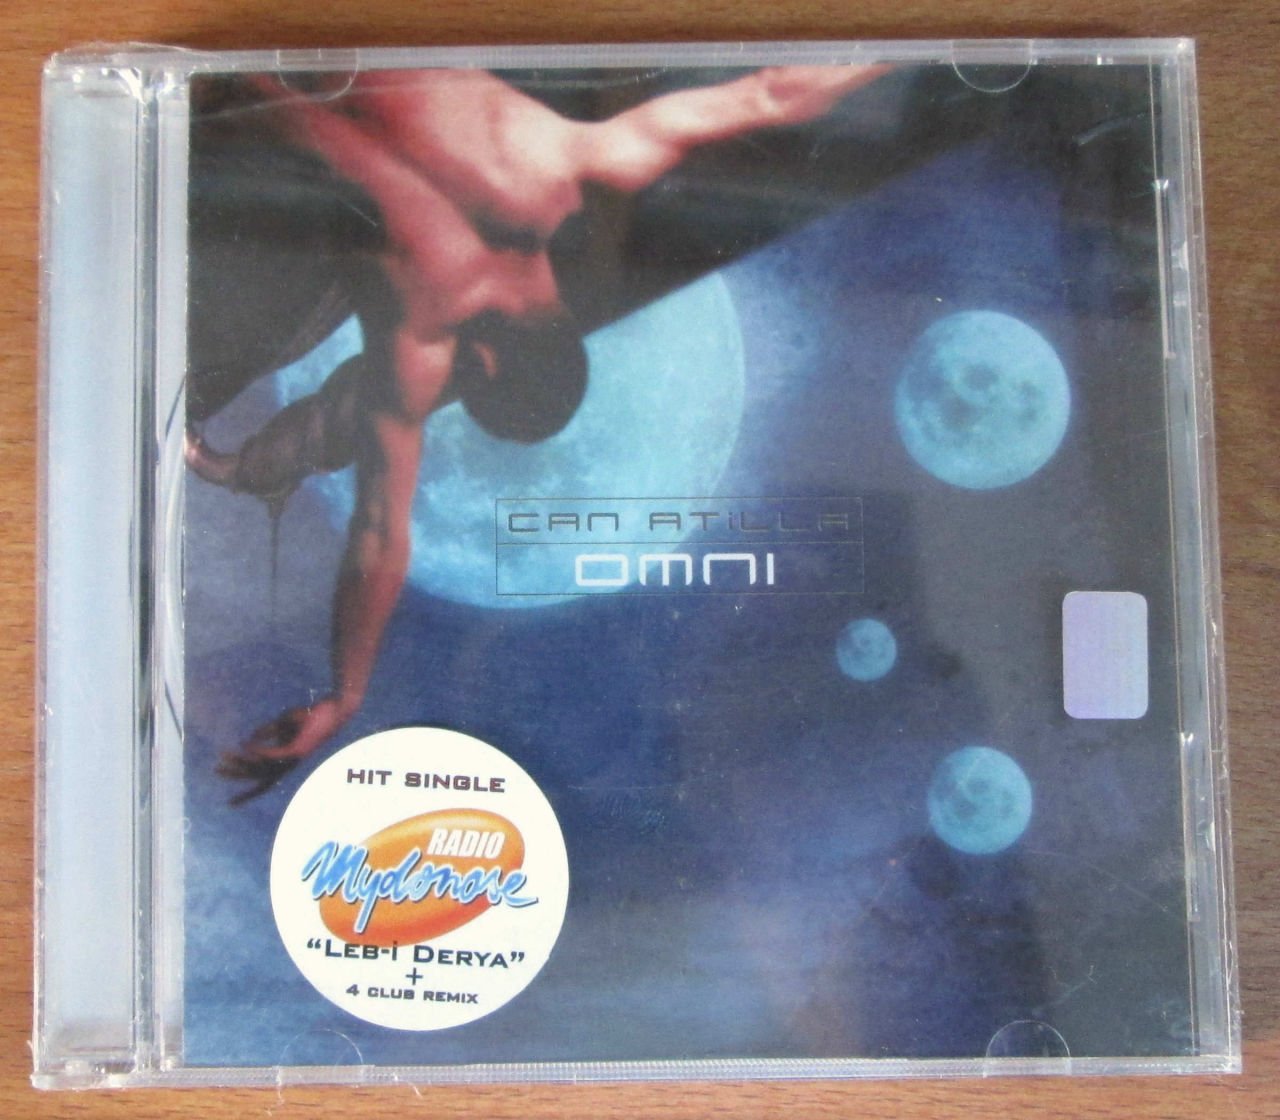 CAN ATİLLA
OMNI
HIT SINGLE
RADIO
Mydonose
“LEB-İ DERYA”
+
4 CLUB REMIX